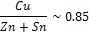 Cu
Zn + Sn ~ 0.85